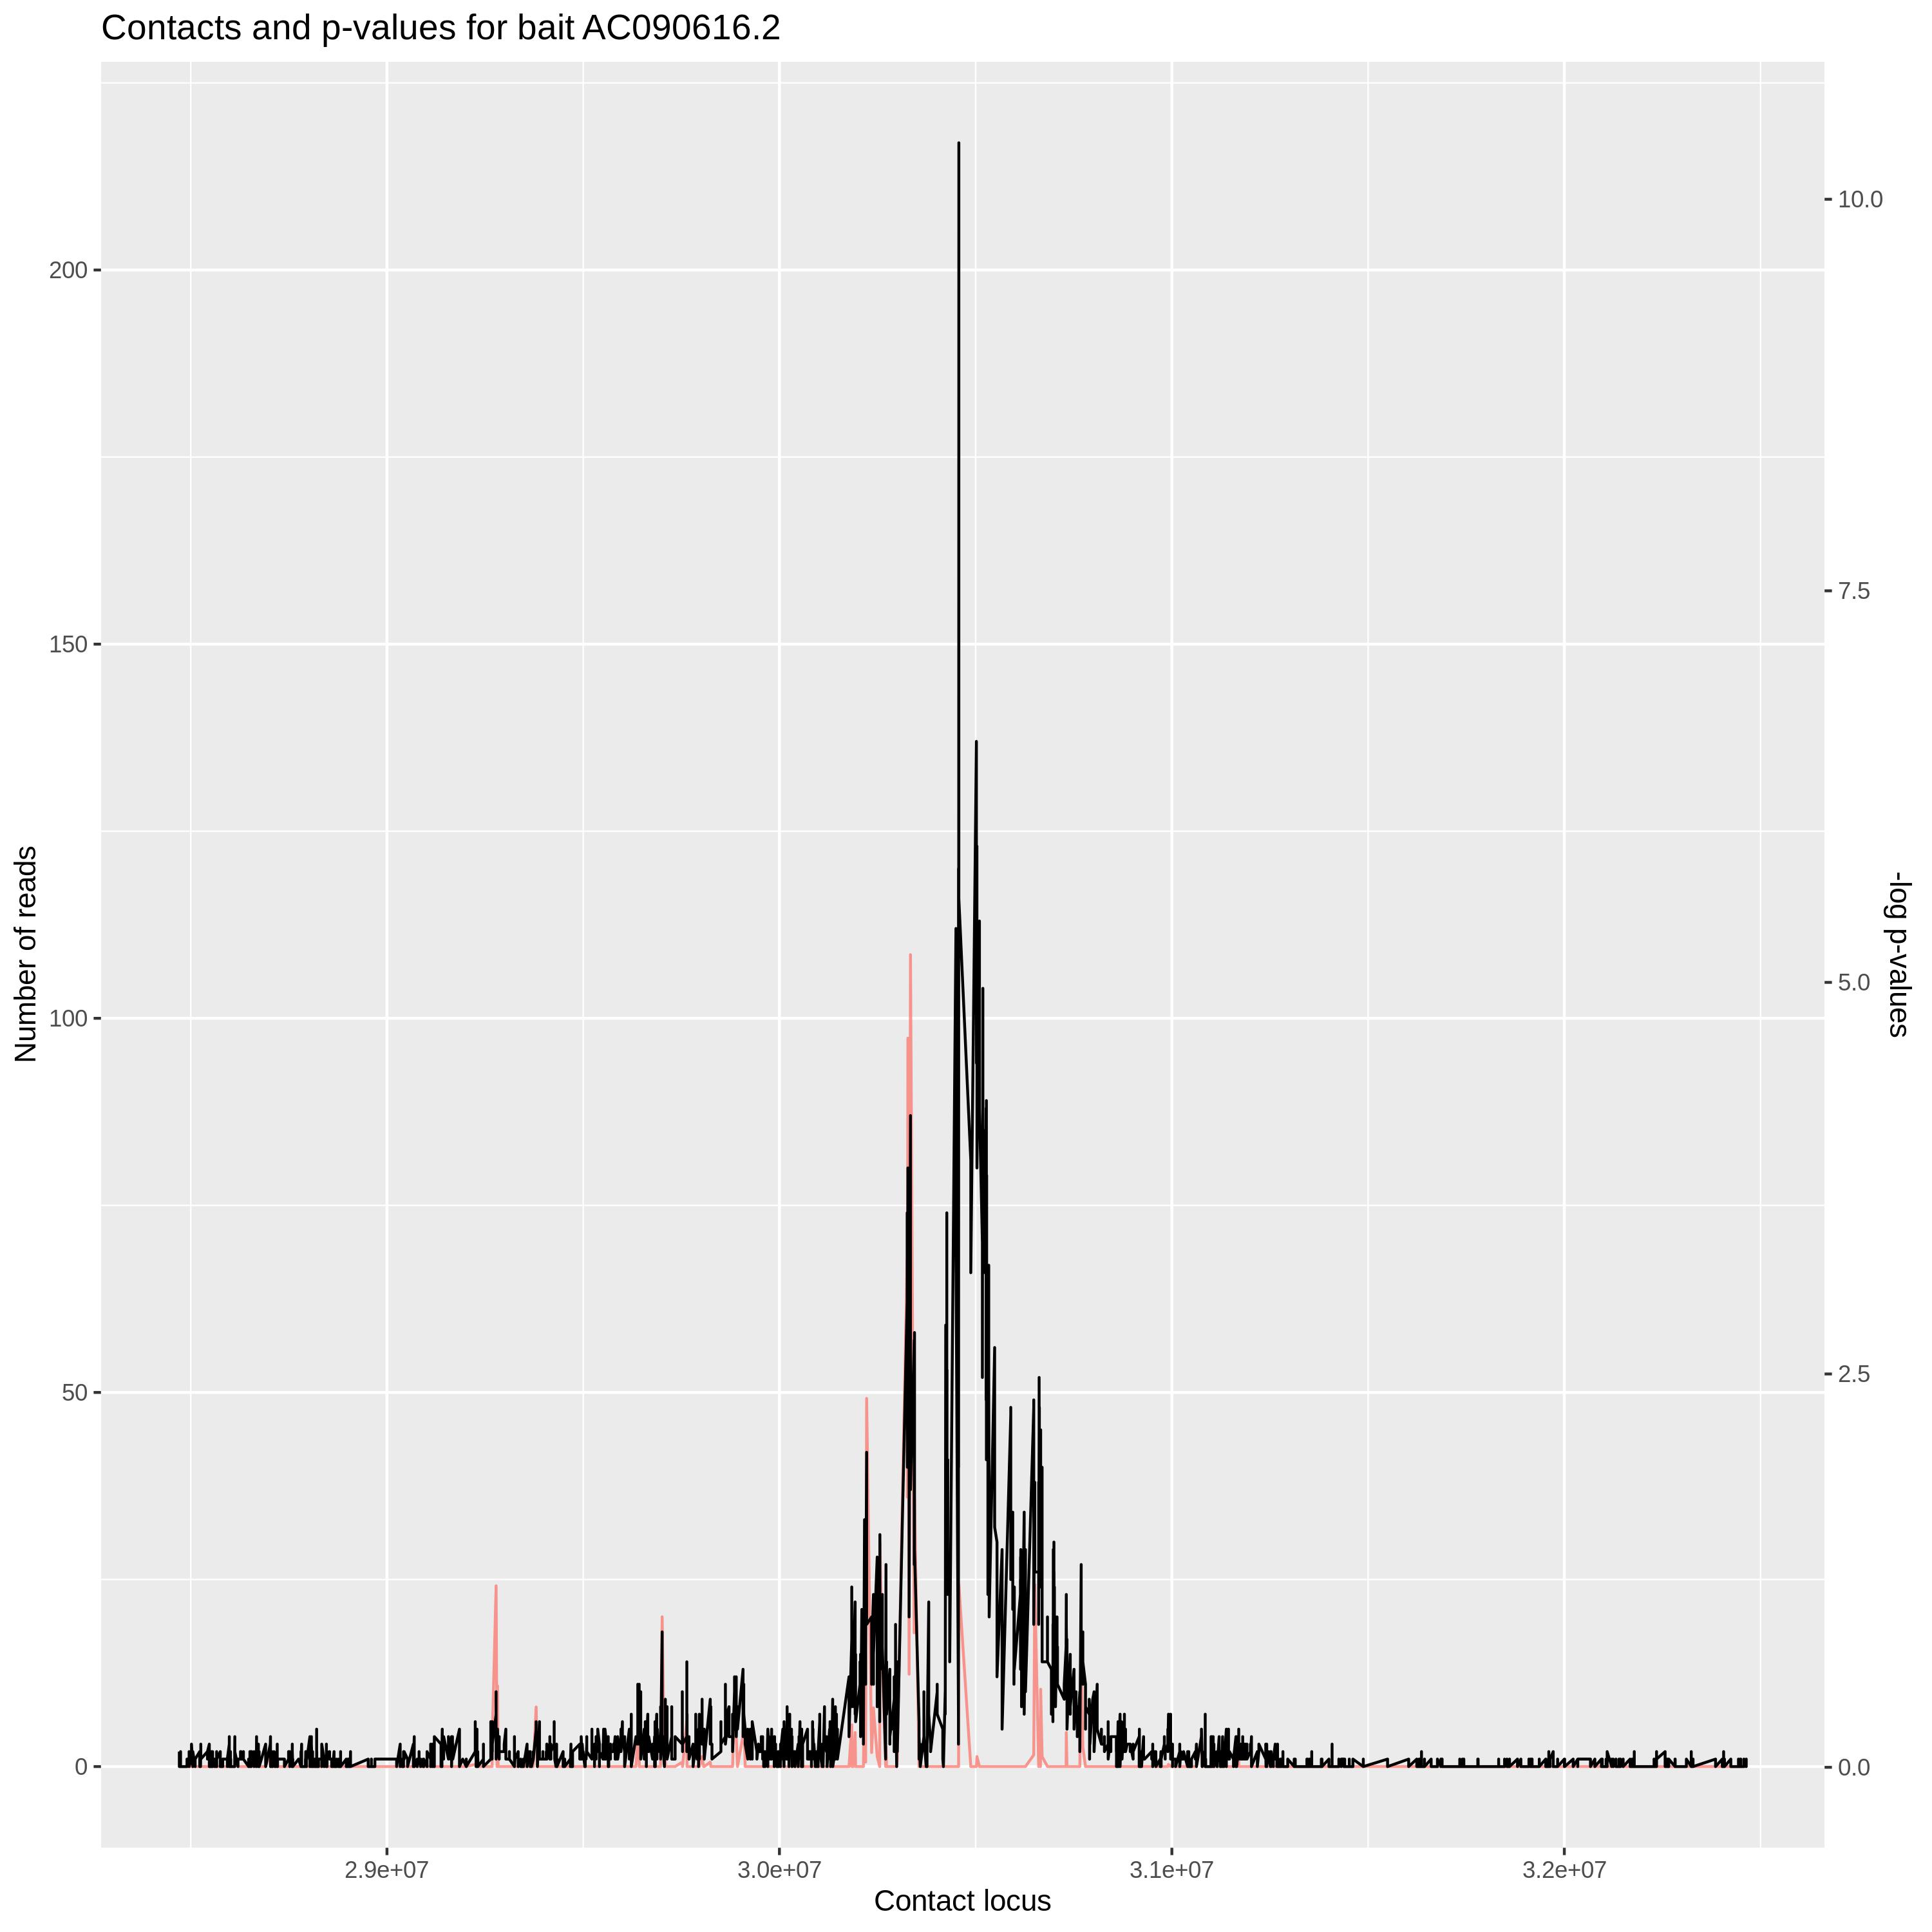 Contacts and p-values for bait AC090616.2
Number of reads
200
150
100
50
0
10.0
7.5
5.0
2.5
0.0
-log p-values
2.9e+07
3.0e+07
3.1e+07
3.2e+07
Contact locus